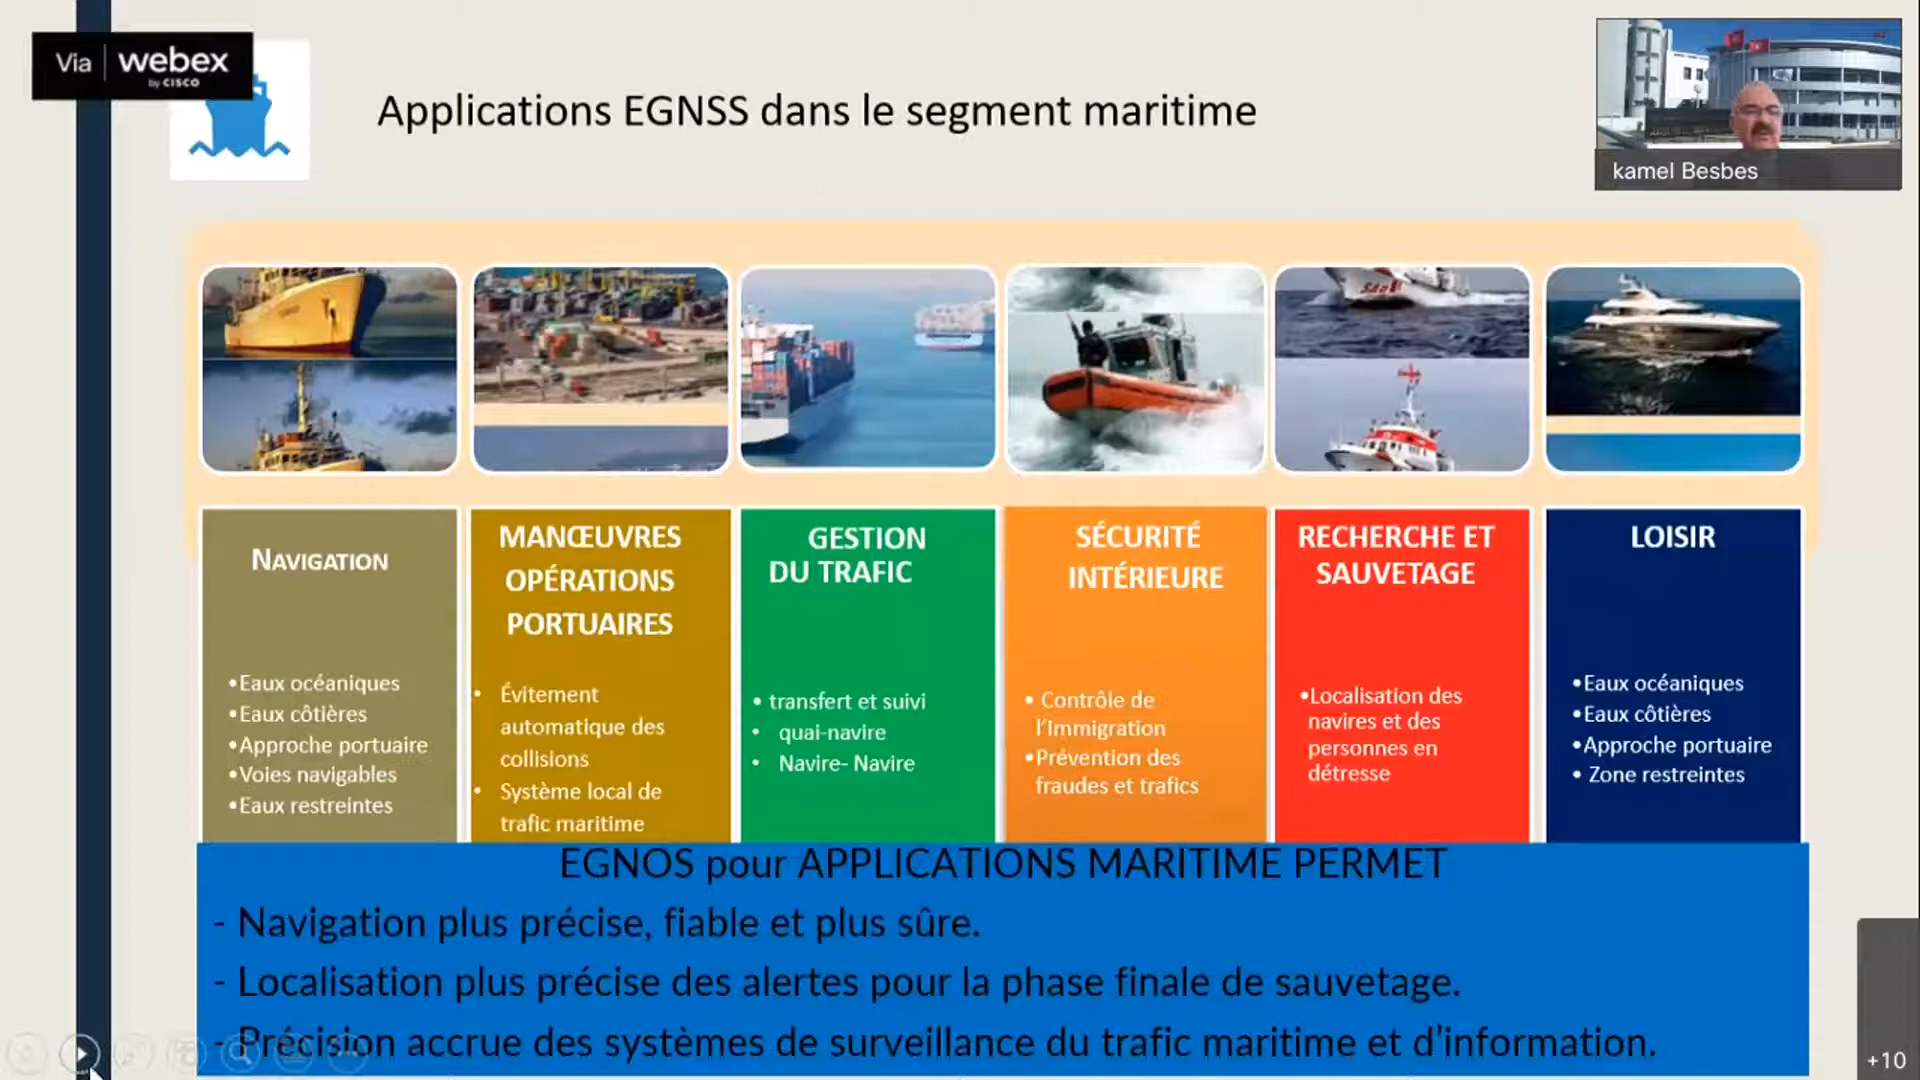 Via webex
by CISCO
Applications EGNSS dans le segment maritime
kamel Besbes
NAVIGATION
•Eaux océaniques
•Eaux côtières
•Approche portuaire
•Voies navigables
•Eaux restreintes
MANŒUVRES
OPÉRATIONS
PORTUAIRES
• Évitement
automatique des
collisions
• Système local de
trafic maritime
GESTION
DU TRAFIC
• transfert et suivi
• quai-navire
• Navire- Navire
SÉCURITÉ
INTÉRIEURE
• Contrôle de
l'Immigration
•Prévention des
fraudes et trafics
RECHERCHE ET
SAUVETAGE
•Localisation des
navires et des
personnes en
détresse
LOISIR
•Eaux océaniques
•Eaux côtières
•Approche portuaire
• Zone restreintes
EGNOS pour APPLICATIONS MARITIME PERMET
- Navigation plus précise, fiable et plus sûre.
- Localisation plus précise des alertes pour la phase finale de sauvetage.
- Précision accrue des systèmes de surveillance du trafic maritime et d'information.
+10